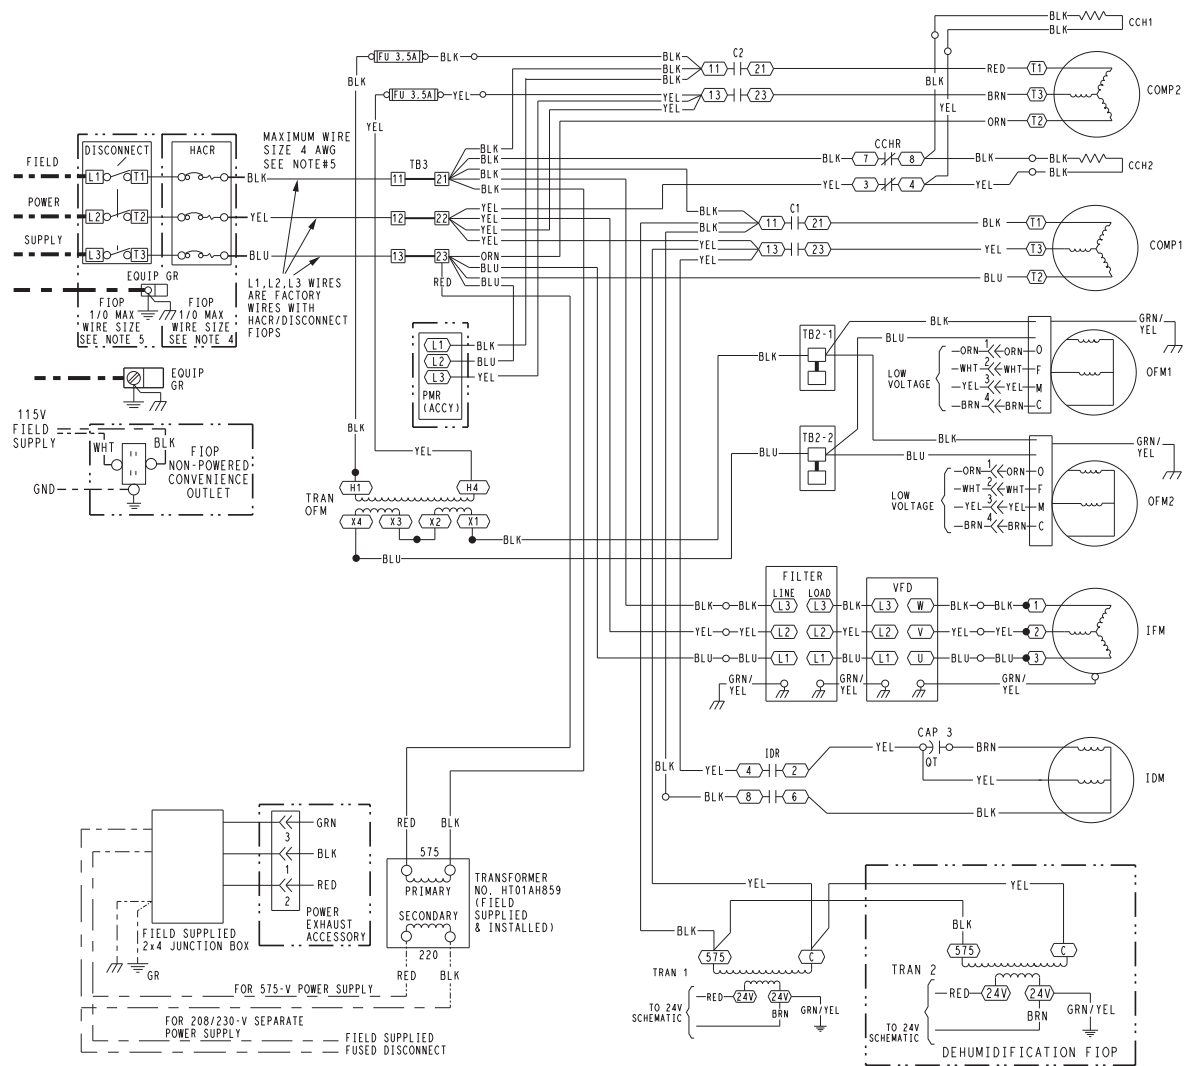 BLK
CCH1
BLK
FU 3.5A
BLK
BLK
C2
BLK
BLK
11
21
RED
T1
BLK
BLK
FU 3.5A
YEL
YEL
YEL
YEL
13
23
BRN
T3
COMP2
YEL
YEL
ORN
T2
MAXIMUM WIRE
SIZE 4 AWG
SEE NOTE#5
DISCONNECT
HACR
FIELD
TB3
BLK
BLK
BLK
BLK
7
CCHR
8
BLK
BLK
CCH2
BLK
L1
T1
BLK
11
21
YEL
3
4
YEL
POWER
L2
T2
YEL
12
22
YEL
YEL
YEL
BLK
BLK
11
C1
21
BLK
T1
SUPPLY
L3
T3
BLU
13
23
ORN
BLU
BLU
YEL
YEL
13
23
YEL
T3
COMP1
BLU
T2
RED
EQUIP GR
FIOP
1/0 MAX
WIRE SIZE
SEE NOTE 5
FIOP
1/0 MAX
WIRE SIZE
SEE NOTE 4
L1,L2,L3 WIRES
ARE FACTORY
WIRES WITH
HACR/DISCONNECT
FIOPS
L1
BLK
L2
BLU
L3
YEL
PMR
(ACCY)
TB2-1
BLK
BLK
BLU
GRN/
YEL
LOW
VOLTAGE
ORN
1
ORN
O
WHT
2
WHT
F
YEL
3
YEL
M
BRN
4
BRN
C
OFM1
EQUIP
GR
115V
FIELD
SUPPLY
WHT
BLK
FIOP
NON-POWERED
CONVENIENCE
OUTLET
GND
BLK
YEL
TB2-2
BLU
BLK
BLU
GRN/
YEL
LOW
VOLTAGE
ORN
1
ORN
O
WHT
2
WHT
F
YEL
3
YEL
M
BRN
4
BRN
C
OFM2
TRAN
OFM
H1
H4
X4
X3
X2
X1
BLK
BLU
FILTER
LINE
LOAD
VFD
BLK
BLK
L3
L3
BLK
L3
W
BLK
BLK
1
YEL
YEL
L2
L2
YEL
L2
V
YEL
YEL
2
IFM
BLU
BLU
L1
L1
BLU
L1
U
BLU
BLU
3
GRN/
YEL
GRN/
YEL
GRN/
YEL
CAP 3
IDR
YEL
BRN
QT
BLK
YEL
4
2
YEL
IDM
BLK
8
6
BLK
RED
BLK
GRN
3
BLK
1
RED
2
POWER
EXHAUST
ACCESSORY
FIELD SUPPLIED
2x4 JUNCTION BOX
GR
575
PRIMARY
SECONDARY
220
TRANSFORMER
NO. HT01AH859
(FIELD
SUPPLIED
& INSTALLED)
RED
BLK
FOR 575-V POWER SUPPLY
FOR 208/230-V SEPARATE
POWER SUPPLY
FIELD SUPPLIED
FUSED DISCONNECT
YEL
YEL
BLK
575
C
TRAN 1
RED
24V
24V
BRN
GRN/YEL
TO 24V
SCHEMATIC
BLK
575
C
TRAN 2
RED
24V
24V
BRN
GRN/YEL
TO 24V
SCHEMATIC
DEHUMIDIFICATION FIOP